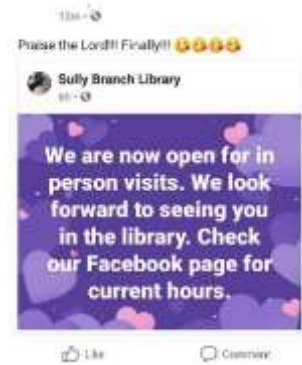 Praise the Lord!!! Finally!!!
Sully Branch Library
We are now open for in
person visits. We look
forward to seeing you
in the library. Check
our Facebook page for
current hours.
Like
Comment